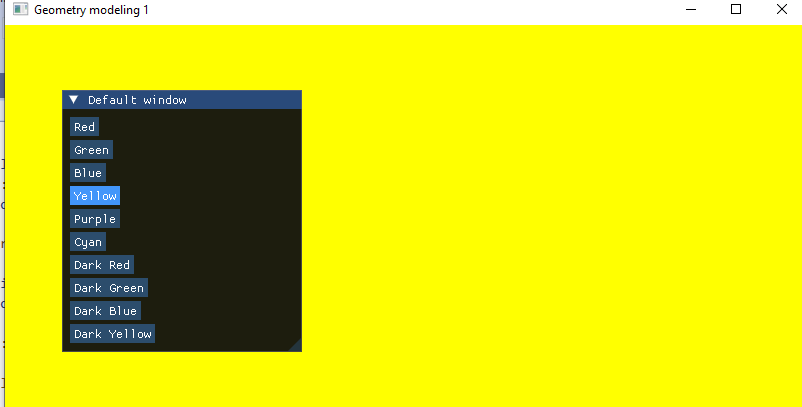 Geometry modeling 1
Default window
Red
Green
Blue
Yellow
Purple
Cyan
Dark Red
Dark Green
Dark Blue
Dark Yellow